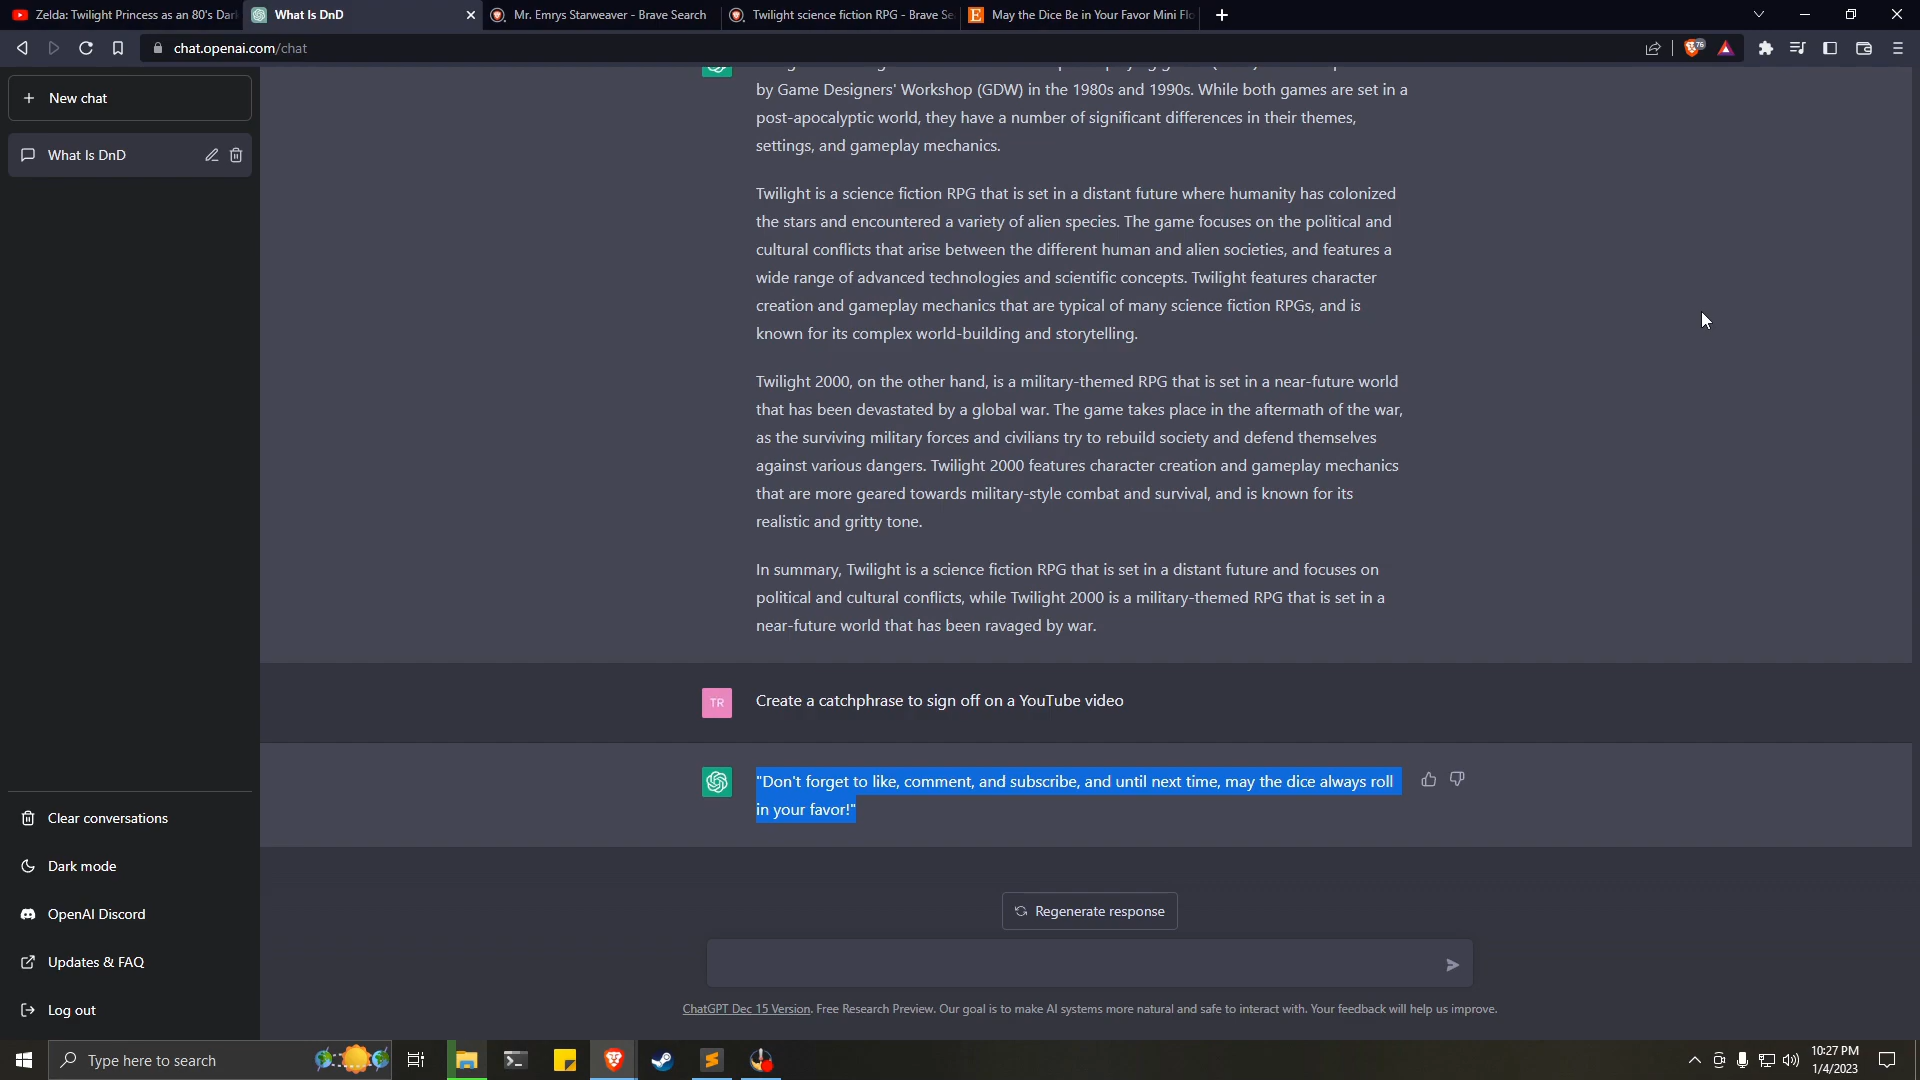 Zelda: Twilight Princess as an 80's Dar
What Is DnD
Mr. Emrys Starweaver - Brave Search
Twilight science fiction RPG - Brave Se
May the Dice Be in Your Favor Mini Flo
chat.openai.com/chat
76
New chat
What Is DnD
by Game Designers' Workshop (GDW) in the 1980s and 1990s. While both games are set in a
post-apocalyptic world, they have a number of significant differences in their themes,
settings, and gameplay mechanics.
Twilight is a science fiction RPG that is set in a distant future where humanity has colonized
the stars and encountered a variety of alien species. The game focuses on the political and
cultural conflicts that arise between the different human and alien societies, and features a
wide range of advanced technologies and scientific concepts. Twilight features character
creation and gameplay mechanics that are typical of many science fiction RPGs, and is
known for its complex world-building and storytelling.
Twilight 2000, on the other hand, is a military-themed RPG that is set in a near-future world
that has been devastated by a global war. The game takes place in the aftermath of the war,
as the surviving military forces and civilians try to rebuild society and defend themselves
against various dangers. Twilight 2000 features character creation and gameplay mechanics
that are more geared towards military-style combat and survival, and is known for its
realistic and gritty tone.
In summary, Twilight is a science fiction RPG that is set in a distant future and focuses on
political and cultural conflicts, while Twilight 2000 is a military-themed RPG that is set in a
near-future world that has been ravaged by war.
TR
Create a catchphrase to sign off on a YouTube video
"Don't forget to like, comment, and subscribe, and until next time, may the dice always roll
in your favor!"
Clear conversations
Dark mode
OpenAI Discord
Updates & FAQ
Log out
Regenerate response
ChatGPT Dec 15 Version. Free Research Preview. Our goal is to make AI systems more natural and safe to interact with. Your feedback will help us improve.
Type here to search
10:27 PM
1/4/2023